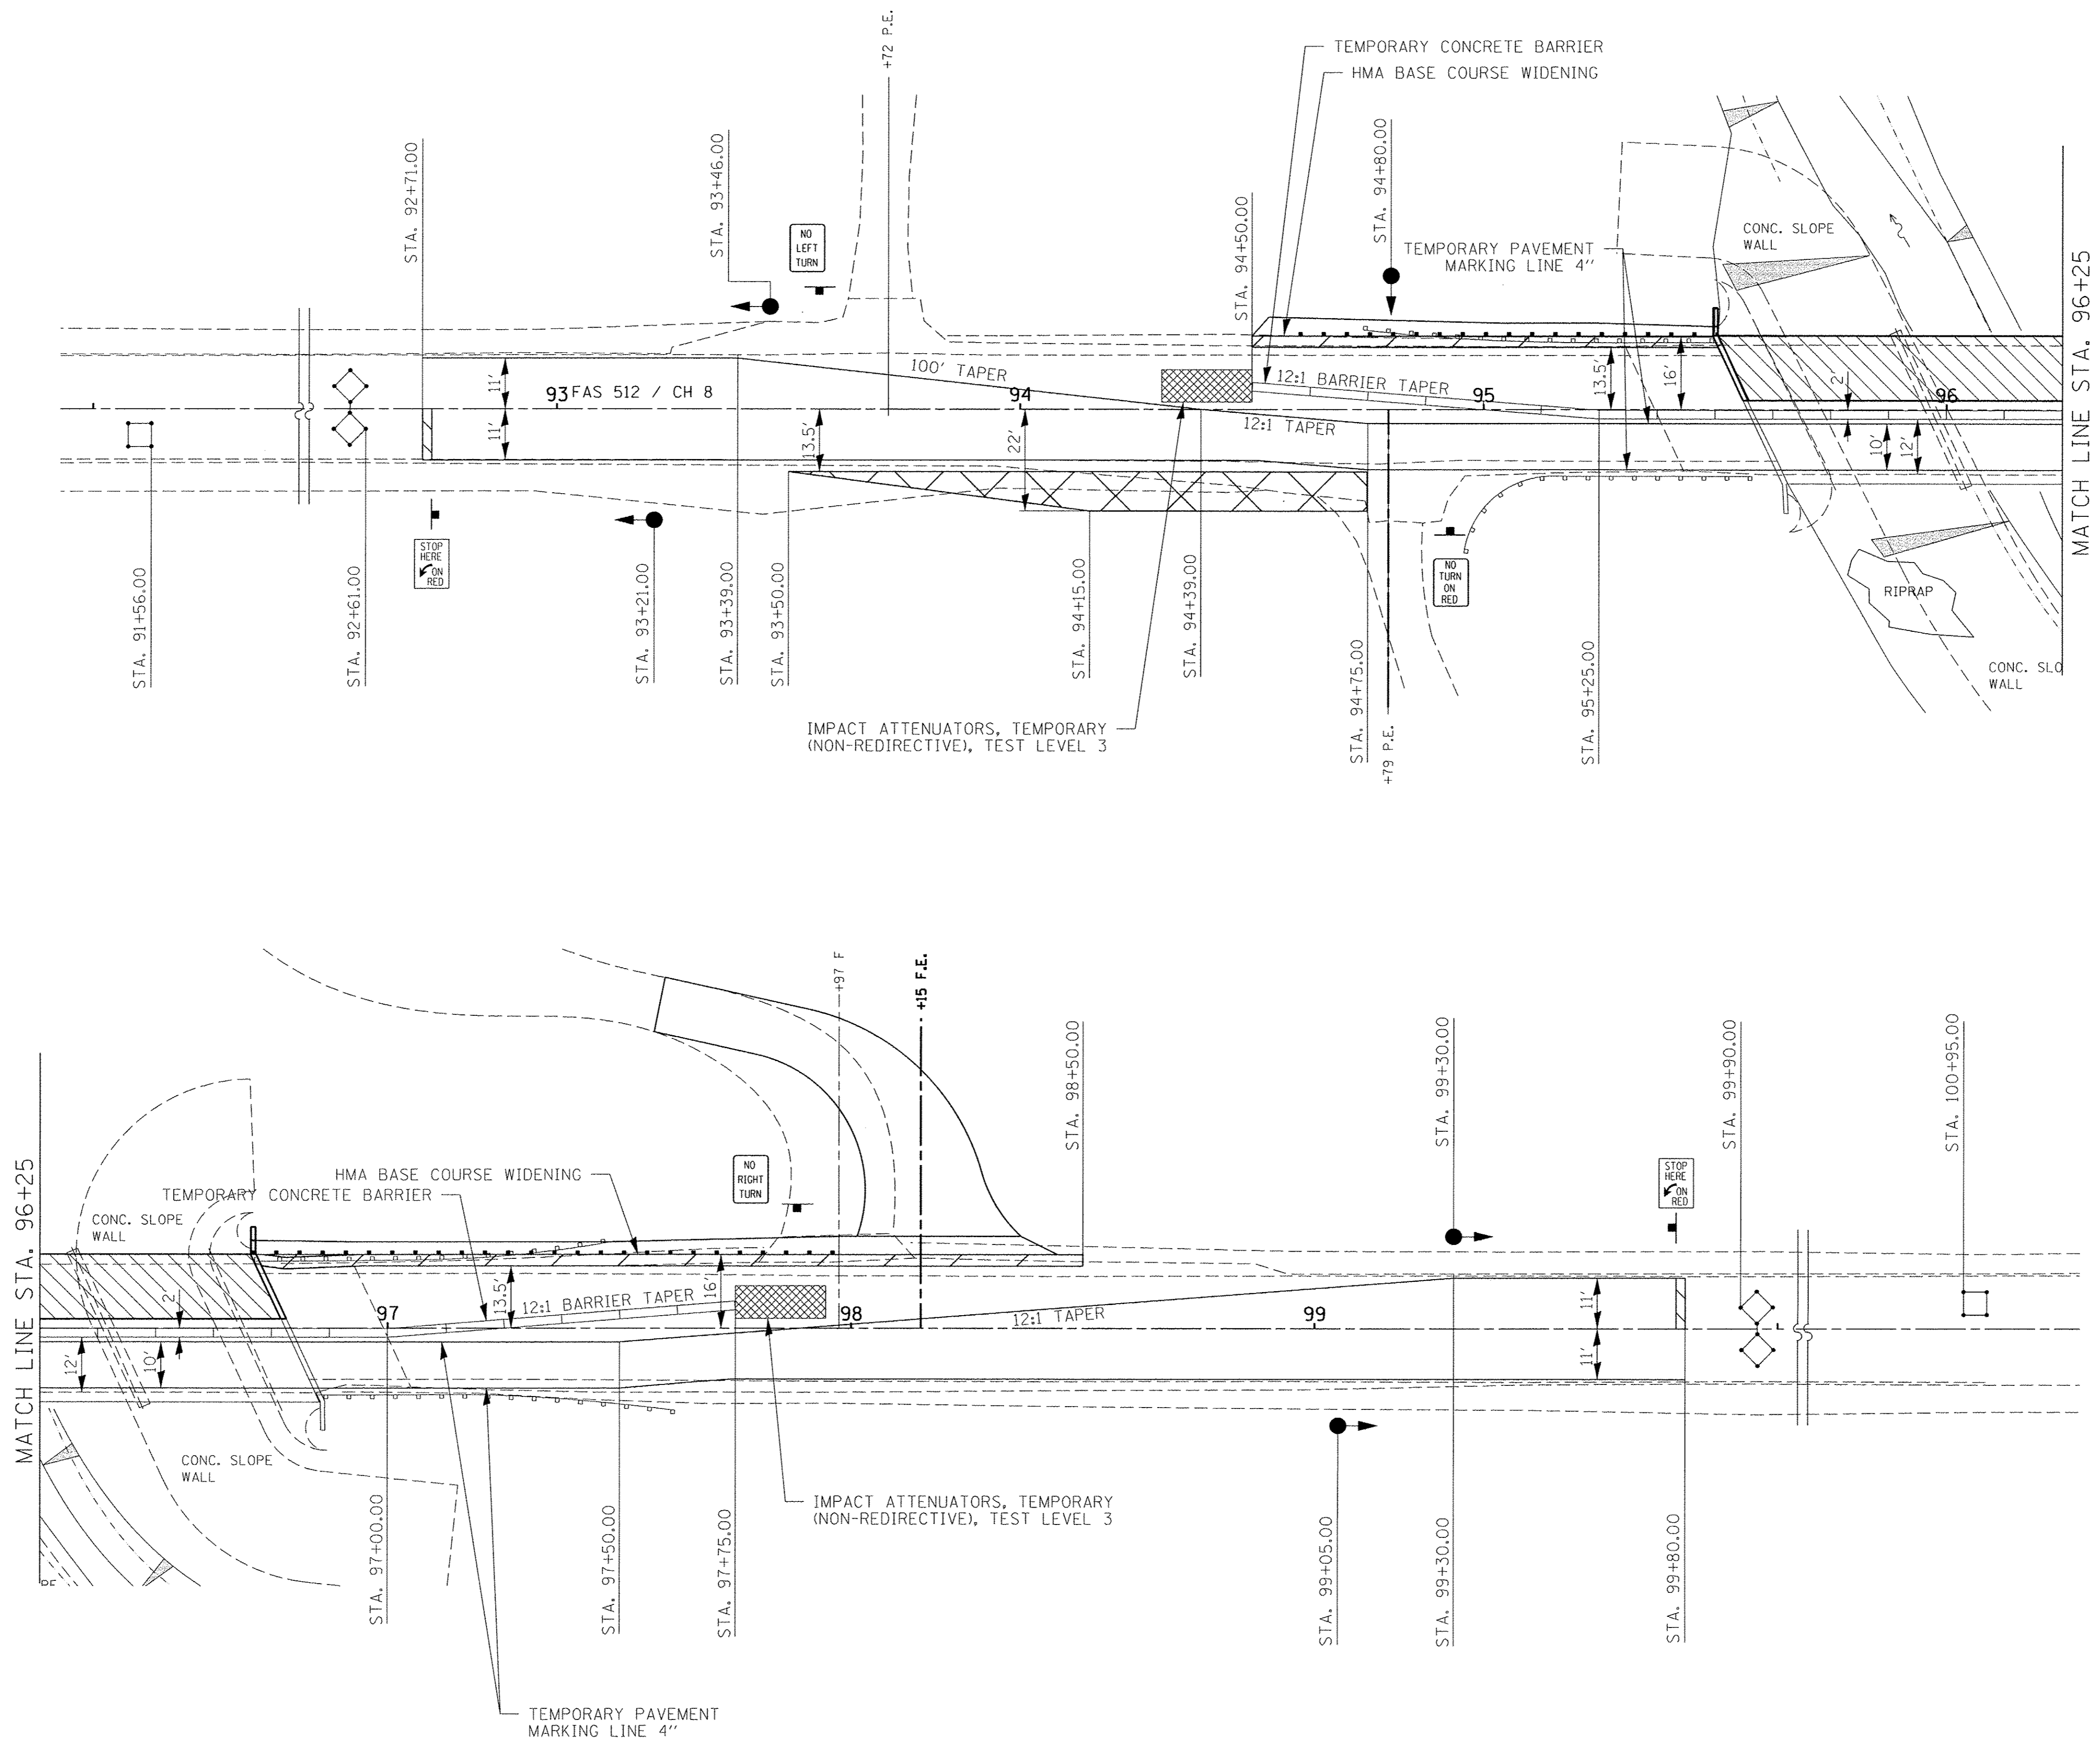 +72 P.E.
TEMPORARY CONCRETE BARRIER
HMA BASE COURSE WIDENING
STA. 92+71.00
STA. 93+46.00
NO
LEFT
TURN
STA. 94+50.00
STA. 94+80.00
TEMPORARY PAVEMENT
MARKING LINE 4"
CONC. SLOPE
WALL
MATCH LINE STA. 96+25
11'
93
FAS 512 / CH 8
100' TAPER
94
12:1 BARRIER TAPER
95
13.5'
16'
2'
96
11'
13.5'
22'
12:1 TAPER
10'
12'
STOP
HERE
ON
RED
NO
TURN
ON
RED
RIPRAP
CONC. SLO
WALL
STA. 91+56.00
STA. 92+61.00
STA. 93+21.00
STA. 93+39.00
STA. 93+50.00
STA. 94+15.00
STA. 94+39.00
STA. 94+75.00
+79 P.E.
STA. 95+25.00
IMPACT ATTENUATORS, TEMPORARY
(NON-REDIRECTIVE), TEST LEVEL 3
+97 F
+15 F.E.
STA. 98+50.00
STA. 99+30.00
STA. 99+90.00
STA. 100+95.00
MATCH LINE STA. 96+25
HMA BASE COURSE WIDENING
TEMPORARY CONCRETE BARRIER
CONC. SLOPE
WALL
NO
RIGHT
TURN
STOP
HERE
ON
RED
2'
97
13.5'
12:1 BARRIER TAPER
16'
98
12:1 TAPER
99
11'
12'
10'
11'
CONC. SLOPE
WALL
IMPACT ATTENUATORS, TEMPORARY
(NON-REDIRECTIVE), TEST LEVEL 3
STA. 97+00.00
STA. 97+50.00
STA. 97+75.00
STA. 99+05.00
STA. 99+30.00
STA. 99+80.00
TEMPORARY PAVEMENT
MARKING LINE 4"